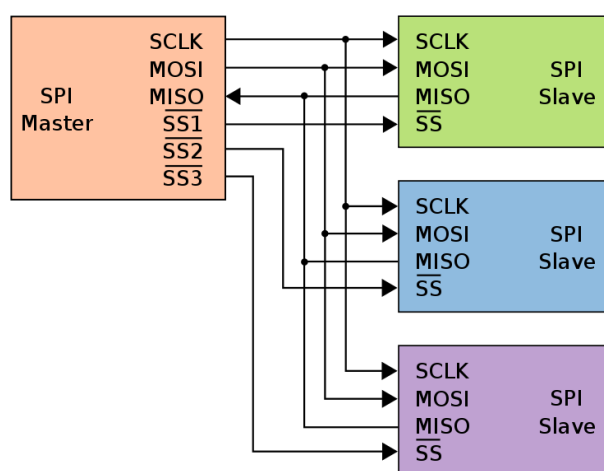 SPI
Master
SCLK
MOSI
MISO
SS1
SS2
SS3
SCLK
MOSI
MISO
SS
SPI
Slave
SCLK
MOSI
MISO
SS
SPI
Slave
SCLK
MOSI
MISO
SS
SPI
Slave